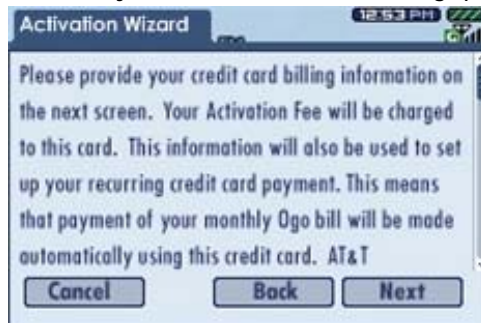 Activation Wizard
12:53 PM
Please provide your credit card billing information on
the next screen. Your Activation Fee will be charged
to this card. This information will also be used to set
up your recurring credit card payment. This means
that payment of your monthly Ogo bill will be made
automatically using this credit card. AT&T
Cancel Back Next